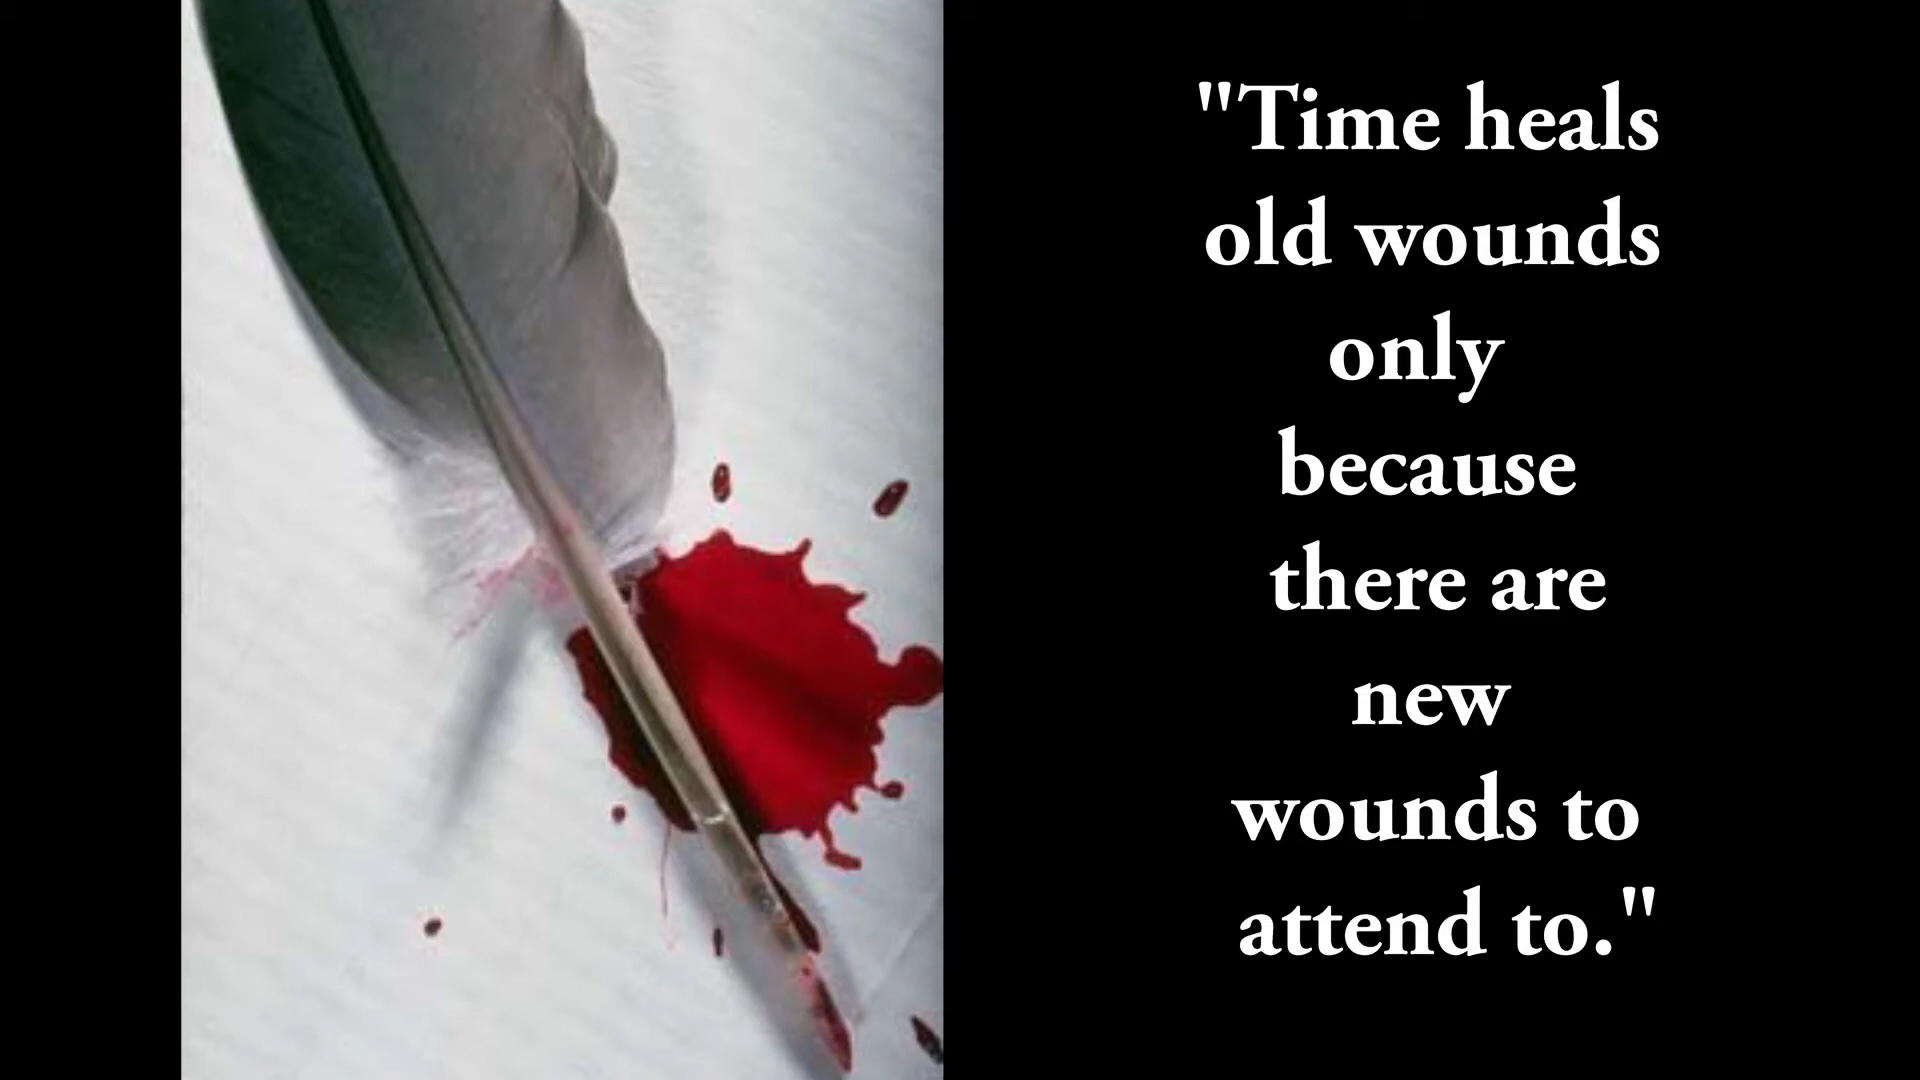 "Time heals
old wounds
only
because
there are
new
wounds to
attend to."